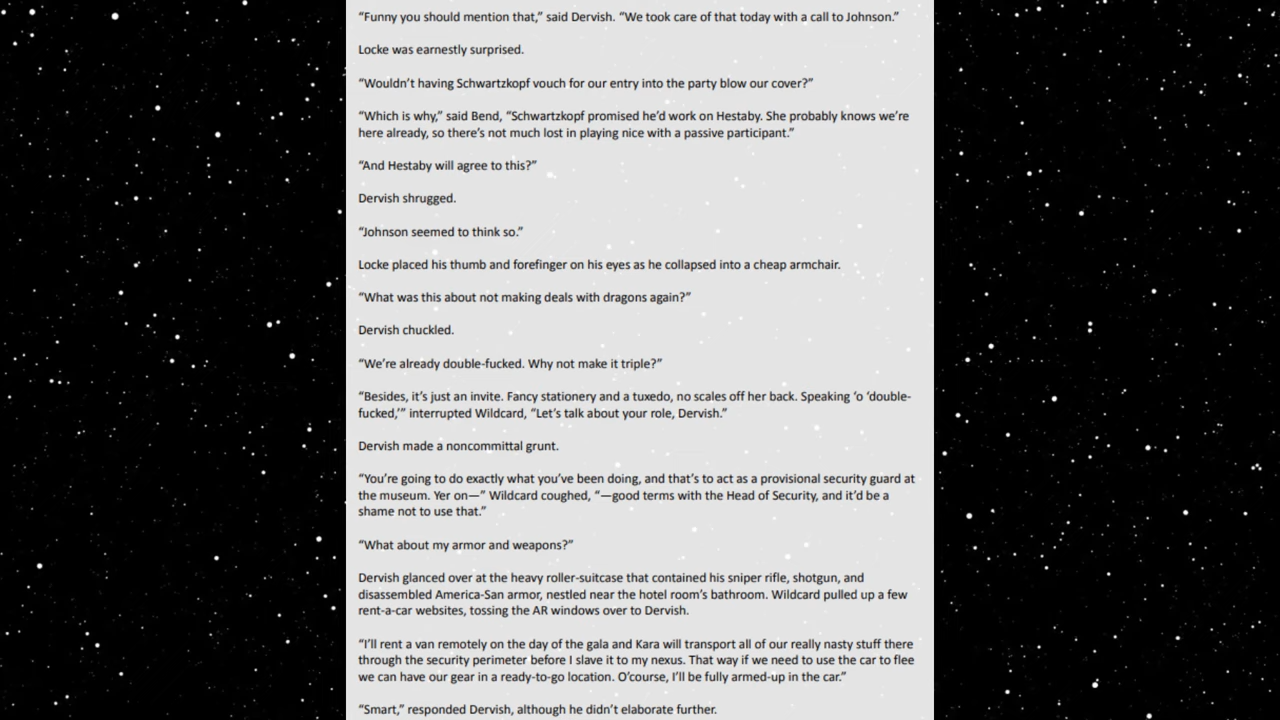 “Funny you should mention that,” said Dervish. “We took care of that today with a call to Johnson.”
Locke was earnestly surprised.
“Wouldn’t having Schwartzkopf vouch for our entry into the party blow our cover?”
“Which is why,” said Bend, “Schwartzkopf promised he’d work on Hestaby. She probably knows we’re
here already, so there’s not much lost in playing nice with a passive participant.”
“And Hestaby will agree to this?”
Dervish shrugged.
“Johnson seemed to think so.”
Locke placed his thumb and forefinger on his eyes as he collapsed into a cheap armchair.
“What was this about not making deals with dragons again?”
Dervish chuckled.
“We’re already double-fucked. Why not make it triple?”
“Besides, it’s just an invite. Fancy stationery and a tuxedo, no scales off her back. Speaking ‘o ‘double-
fucked,’” interrupted Wildcard, “Let’s talk about your role, Dervish.”
Dervish made a noncommittal grunt.
“You’re going to do exactly what you’ve been doing, and that’s to act as a provisional security guard at
the museum. Yer on—” Wildcard coughed, “—good terms with the Head of Security, and it’d be a
shame not to use that.”
“What about my armor and weapons?”
Dervish glanced over at the heavy roller-suitcase that contained his sniper rifle, shotgun, and
disassembled America-San armor, nestled near the hotel room’s bathroom. Wildcard pulled up a few
rent-a-car websites, tossing the AR windows over to Dervish.
“I’ll rent a van remotely on the day of the gala and Kara will transport all of our really nasty stuff there
through the security perimeter before I slave it to my nexus. That way if we need to use the car to flee
we can have our gear in a ready-to-go location. O’course, I’ll be fully armed-up in the car.”
“Smart,” responded Dervish, although he didn’t elaborate further.